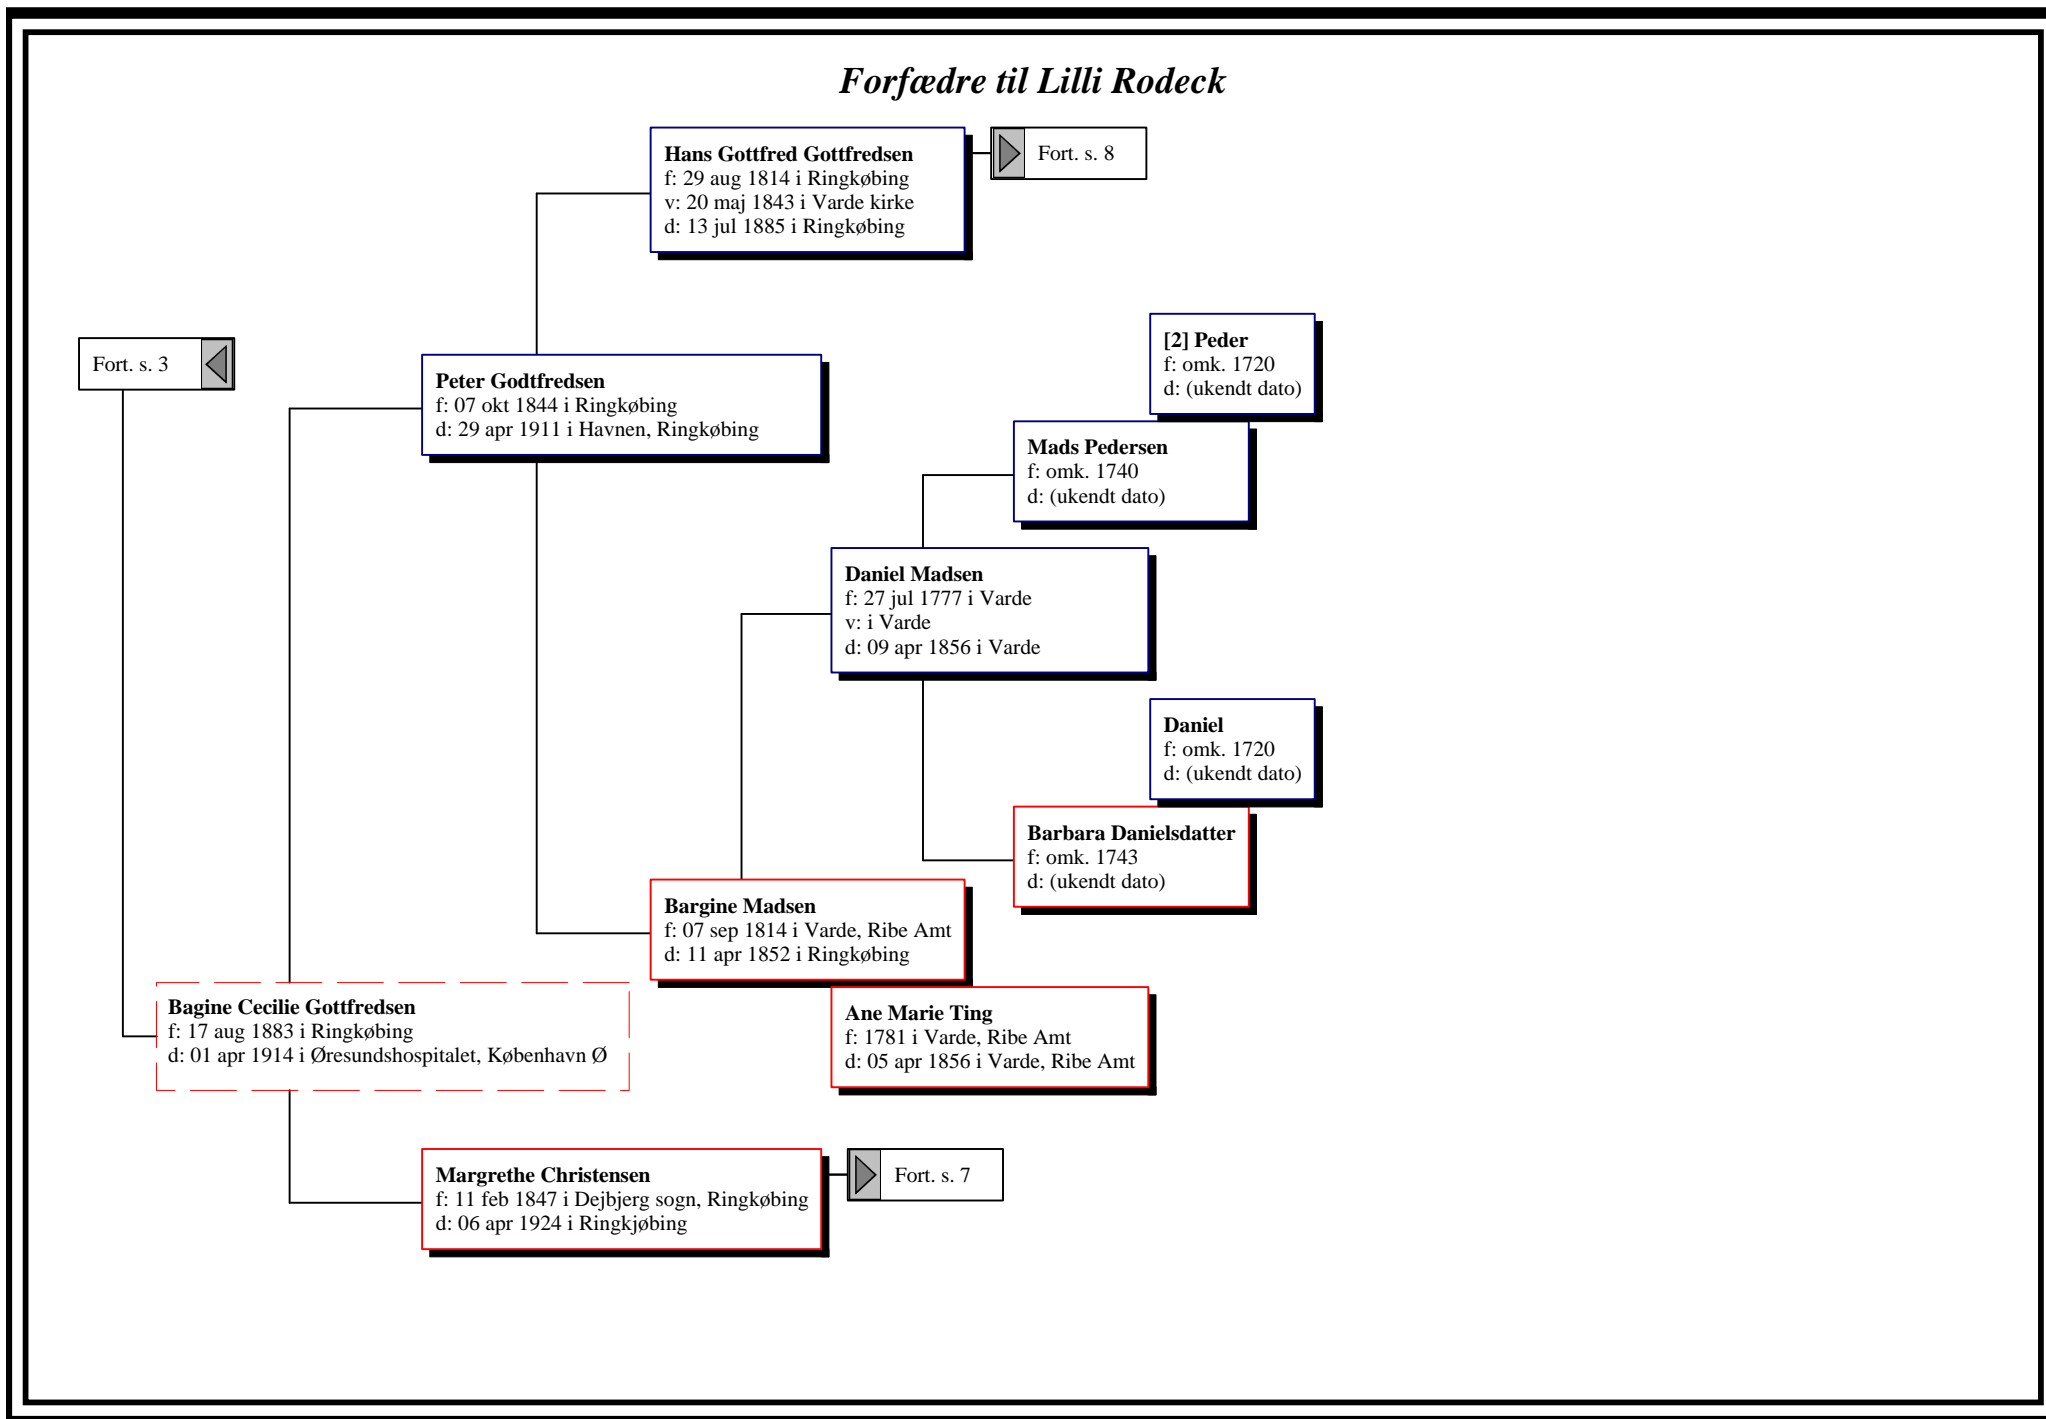 Forfædre til Lilli Rodeck
Hans Gottfred Gottfredsen
f: 29 aug 1814 i Ringkøbing
v: 20 maj 1843 i Varde kirke
d: 13 jul 1885 i Ringkøbing
Fort. s. 8
Fort. s. 3
Peter Godtfredsen
f: 07 okt 1844 i Ringkøbing
d: 29 apr 1911 i Havnen, Ringkøbing
[2] Peder
f: omk. 1720
d: (ukendt dato)
Mads Pedersen
f: omk. 1740
d: (ukendt dato)
Daniel Madsen
f: 27 jul 1777 i Varde
v: i Varde
d: 09 apr 1856 i Varde
Daniel
f: omk. 1720
d: (ukendt dato)
Barbara Danielsdatter
f: omk. 1743
d: (ukendt dato)
Bargine Madsen
f: 07 sep 1814 i Varde, Ribe Amt
d: 11 apr 1852 i Ringkøbing
Bagine Cecilie Gottfredsen
f: 17 aug 1883 i Ringkøbing
d: 01 apr 1914 i Øresundshospitalet, København Ø
Ane Marie Ting
f: 1781 i Varde, Ribe Amt
d: 05 apr 1856 i Varde, Ribe Amt
Margrethe Christensen
f: 11 feb 1847 i Dejbjerg sogn, Ringkøbing
d: 06 apr 1924 i Ringkjøbing
Fort. s. 7